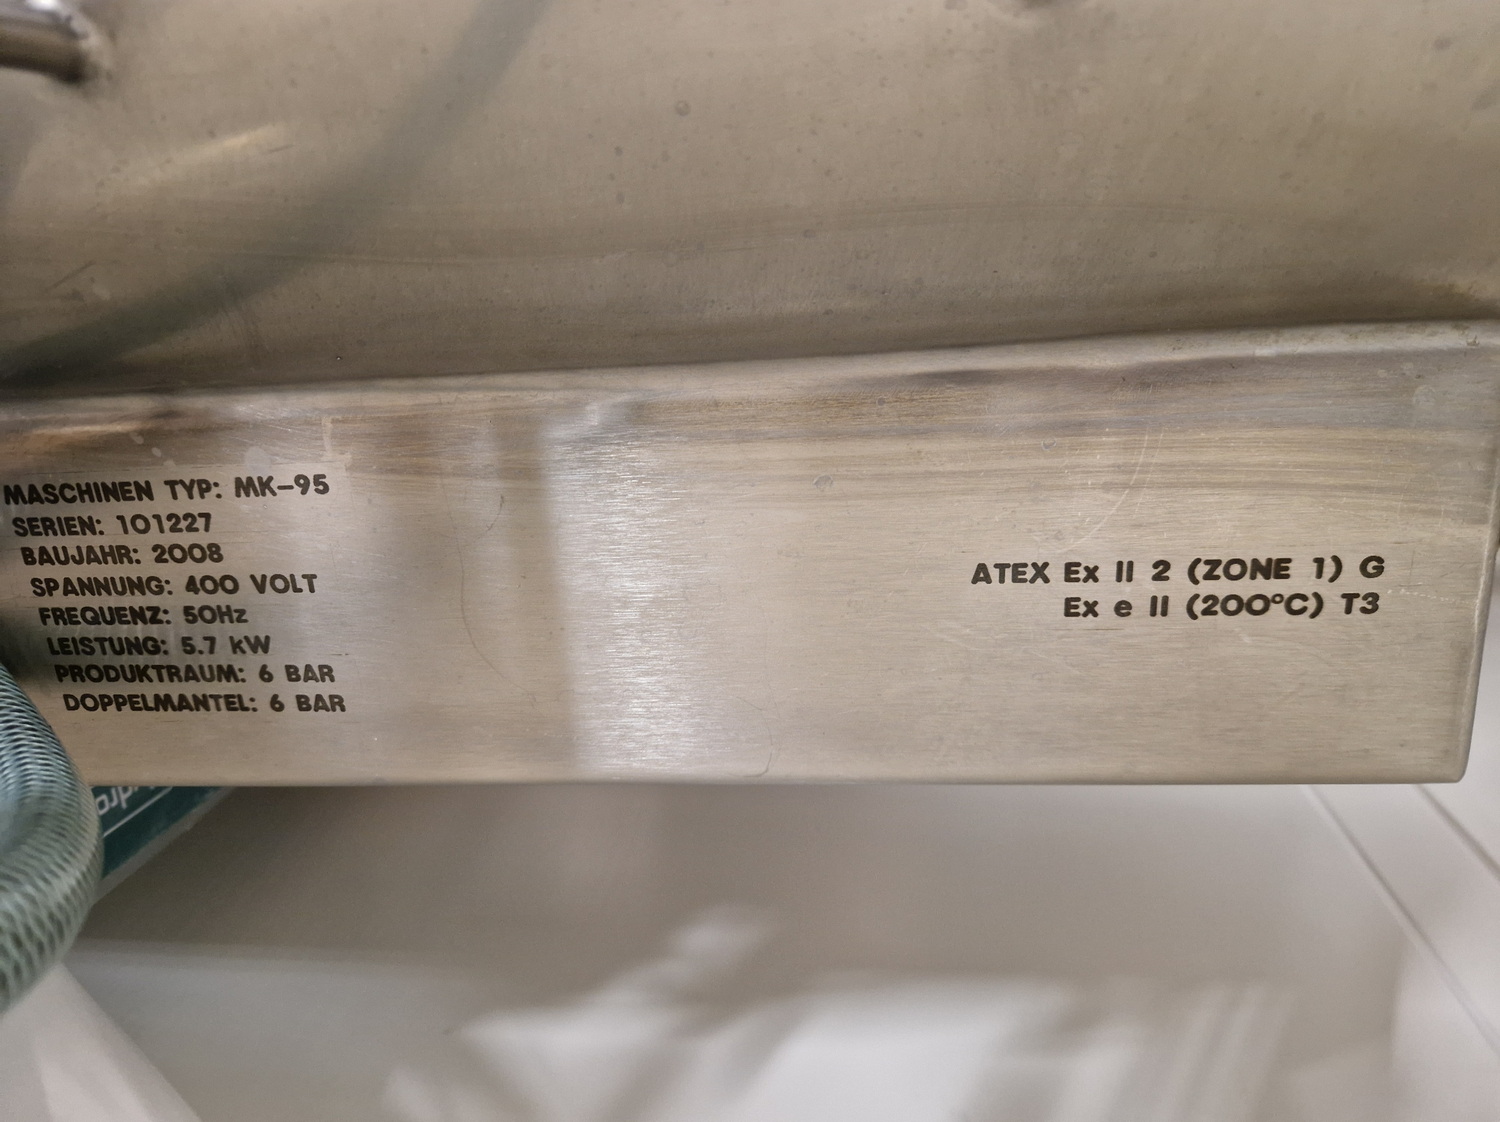 MASCHINEN TYP: MK-95
SERIEN: 101227
BAUJAHR: 2008
SPANNUNG: 400 VOLT
FREQUENZ: 50Hz
LEISTUNG: 5.7 kW
PRODUKTRAUM: 6 BAR
DOPPELMANTEL: 6 BAR
ATEX Ex II 2 (ZONE 1) G
Ex e II (200°C) T3